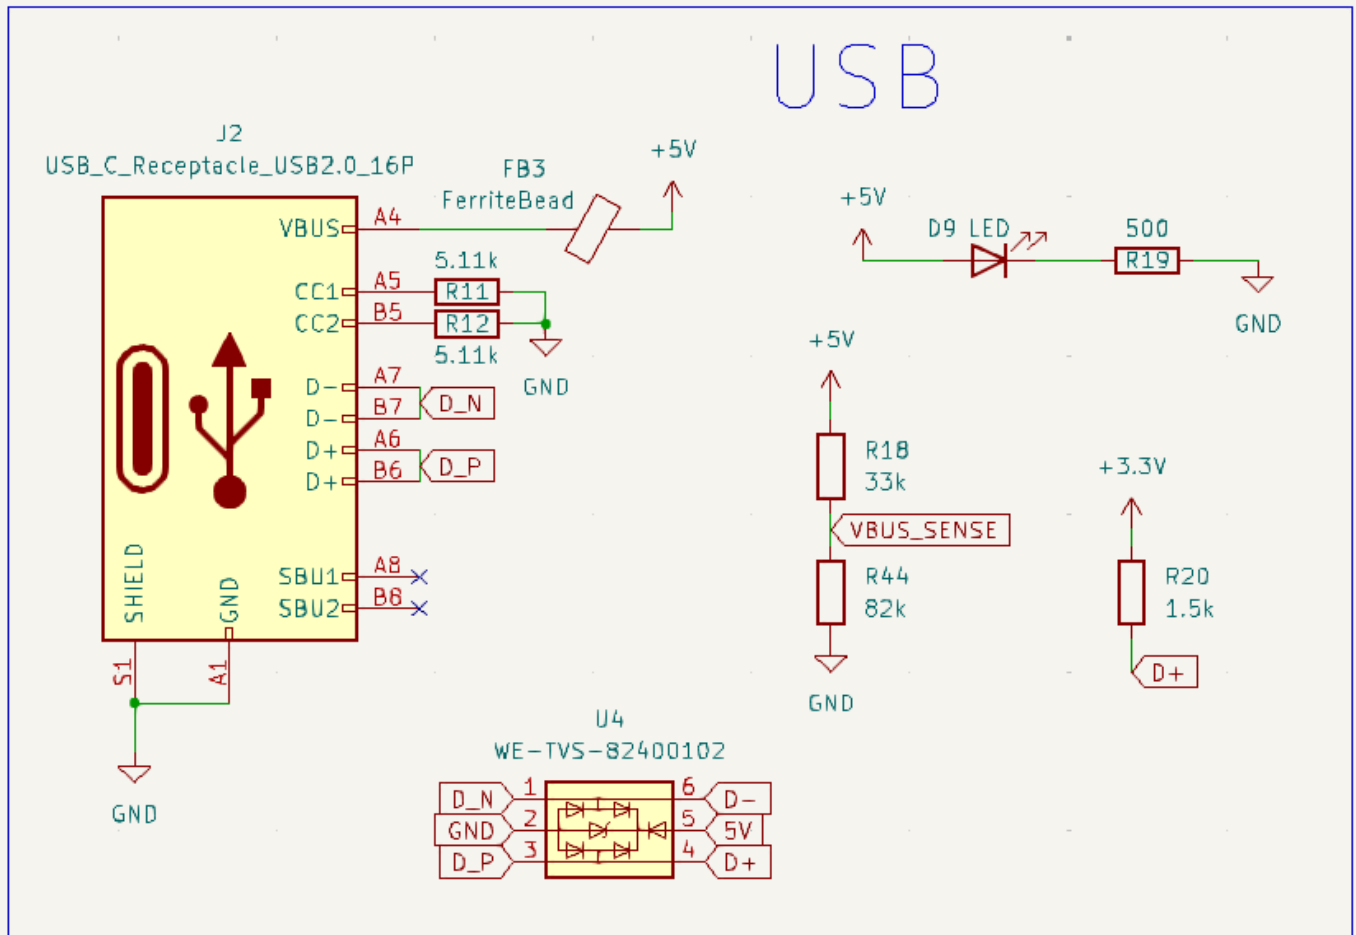 USB
J2
USB_C_Receptacle_USB2.0_16P
VBUS
A4
FB3
FerriteBead
+5V
CC1
A5
5.11k
R11
CC2
B5
R12
5.11k
GND
D-
A7
D-
B7
D_N
D+
A6
D+
B6
D_P
SBU1
A8
SBU2
B8
SHIELD
GND
S1
A1
GND
+5V
D9 LED
500
R19
GND
+5V
R18
33k
VBUS_SENSE
R44
82k
GND
+3.3V
R20
1.5k
D+
U4
WE-TVS-82400102
D_N
1
6
D-
GND
2
5
5V
D_P
3
4
D+